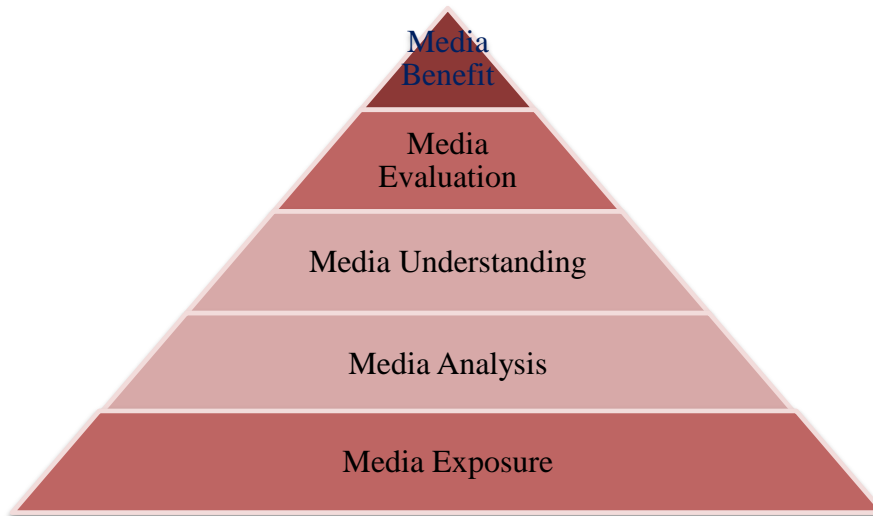 Media
Benefit
Media
Evaluation
Media Understanding
Media Analysis
Media Exposure